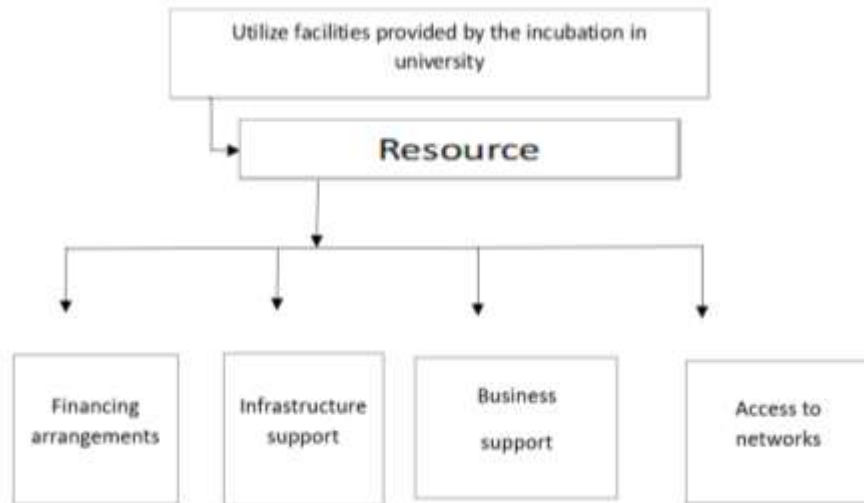 Utilize facilities provided by the incubation in
university
Resource
Financing
arrangements
Infrastructure
support
Business
support
Access to
networks